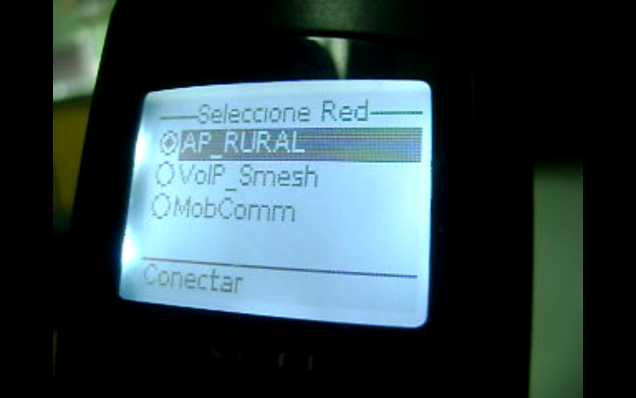 Seleccione Red
AP_RURAL
VoIP_Smesh
MobComm
Conectar